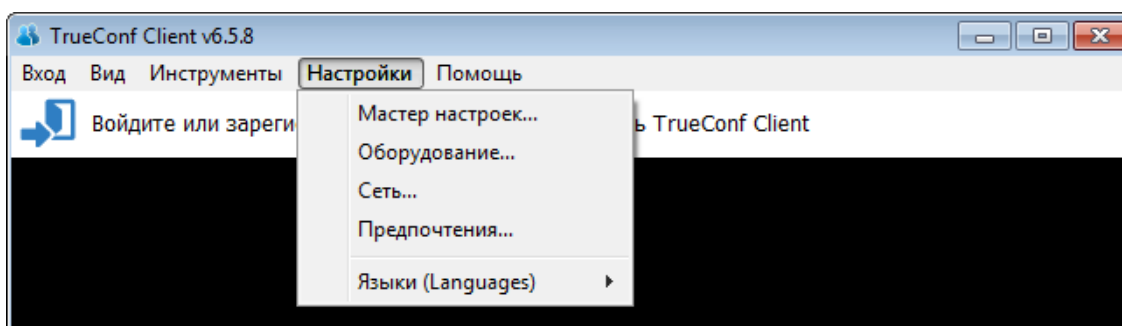 TrueConf Client v6.5.8
Вход Вид Инструменты Настройки Помощь
Войдите или ь TrueConf Client
Мастер настроек...
Оборудование...
Сеть...
Предпочтения...
Языки (Languages)